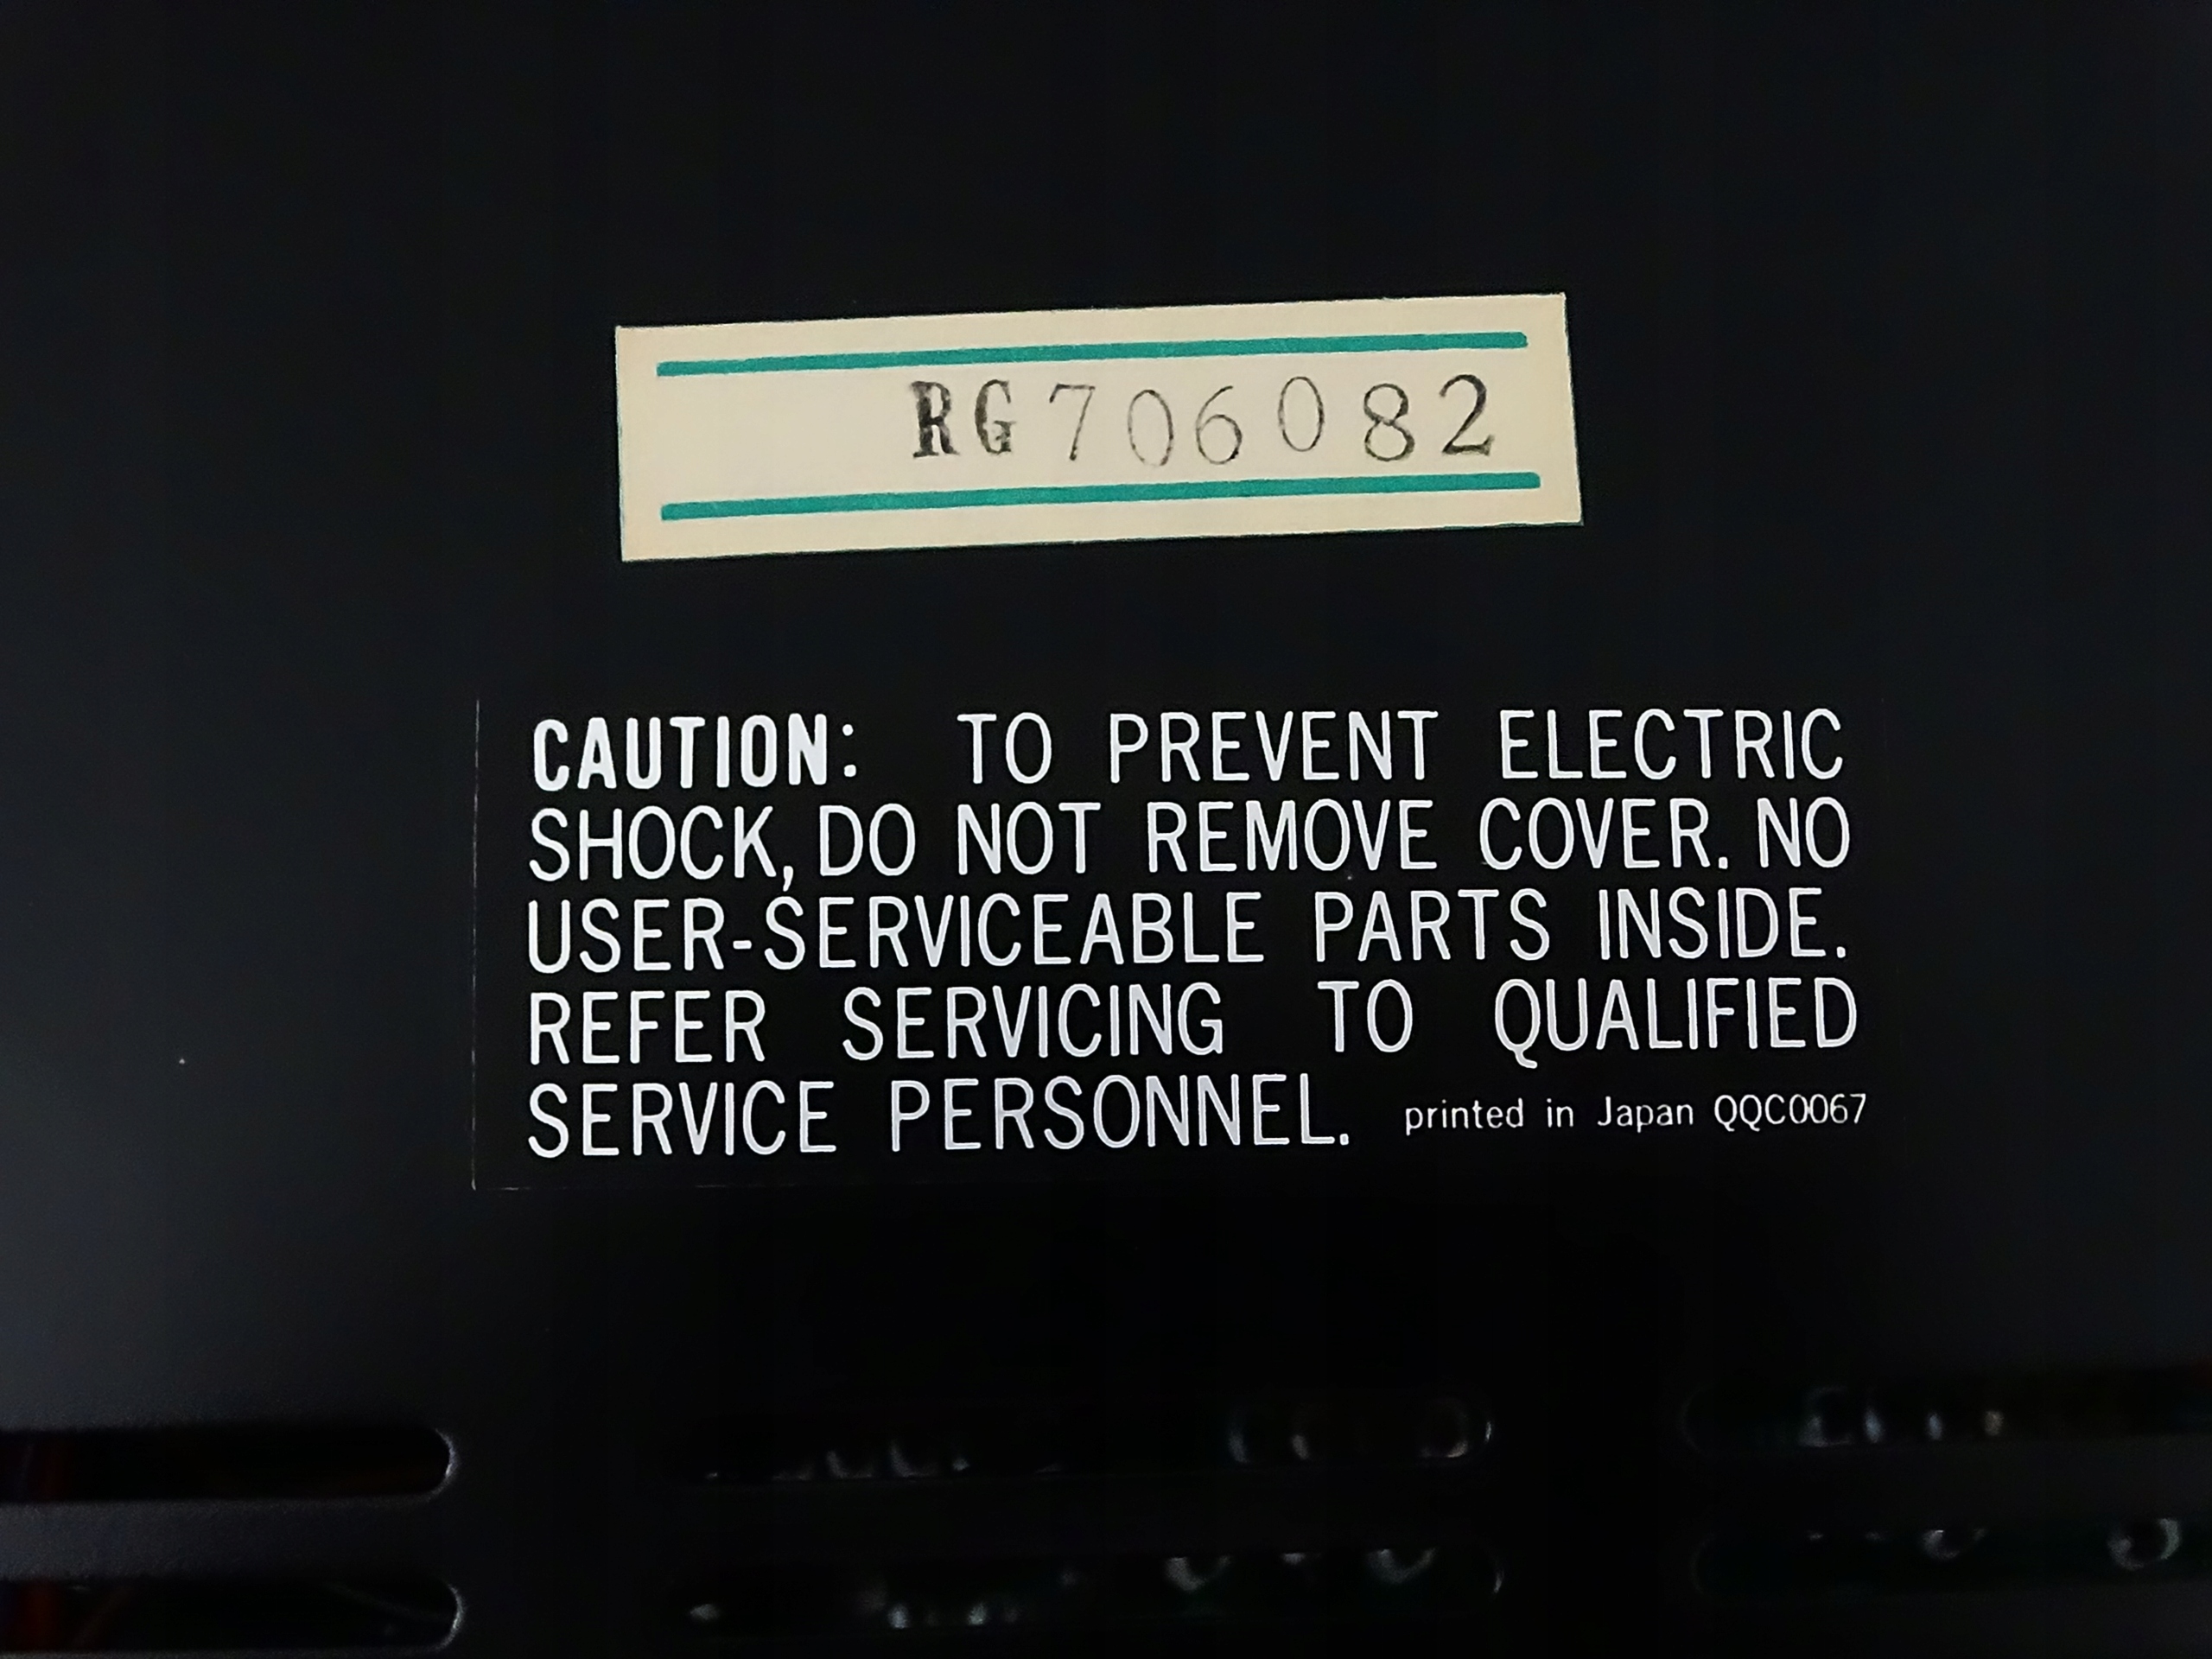 RG706082
CAUTION: TO PREVENT ELECTRIC
SHOCK, DO NOT REMOVE COVER. NO
USER-SERVICEABLE PARTS INSIDE.
REFER SERVICING TO QUALIFIED
SERVICE PERSONNEL. printed in Japan QQC0067